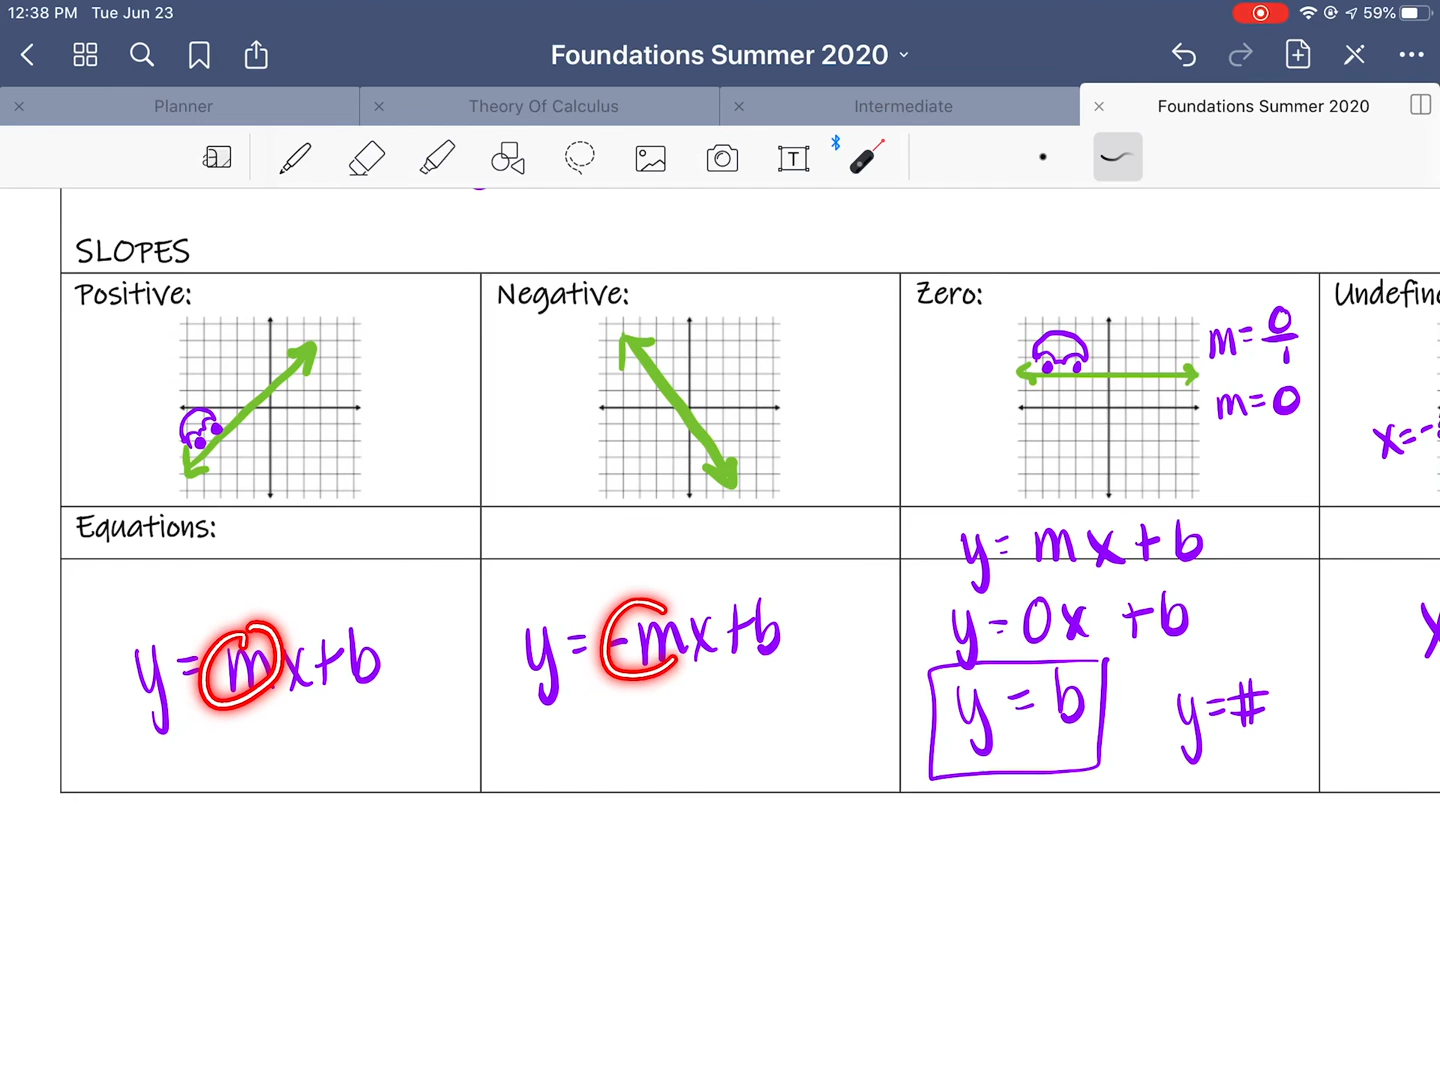 12:38 PM Tue Jun 23
59%
Foundations Summer 2020
Planner
Theory Of Calculus
Intermediate
Foundations Summer 2020
T
SLOPES
Positive:
Negative:
Zero:
m = 0/1
m = 0
Undefine
x = -
Equations:
y = mx + b
y = -mx + b
y = mx + b
y = 0x + b
y = b
y = #